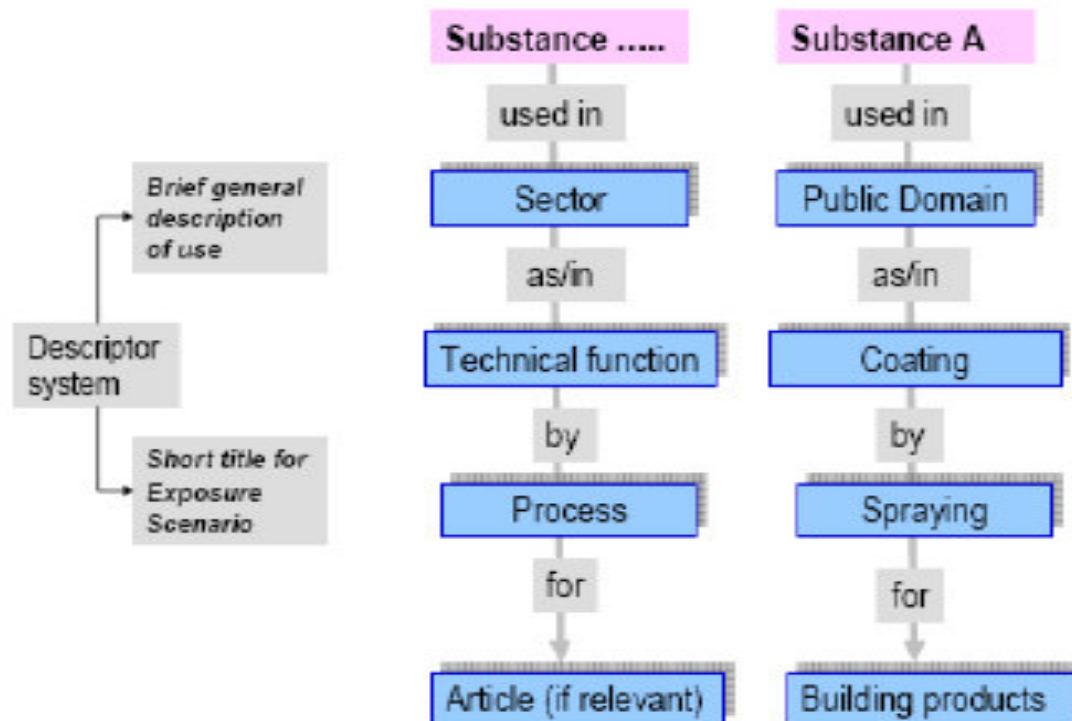 Substance .....
used in
Sector
as/in
Technical function
by
Process
for
Article (if relevant)
Substance A
used in
Public Domain
as/in
Coating
by
Spraying
for
Building products
Descriptor
system
Brief general
description
of use
Short title for
Exposure
Scenario